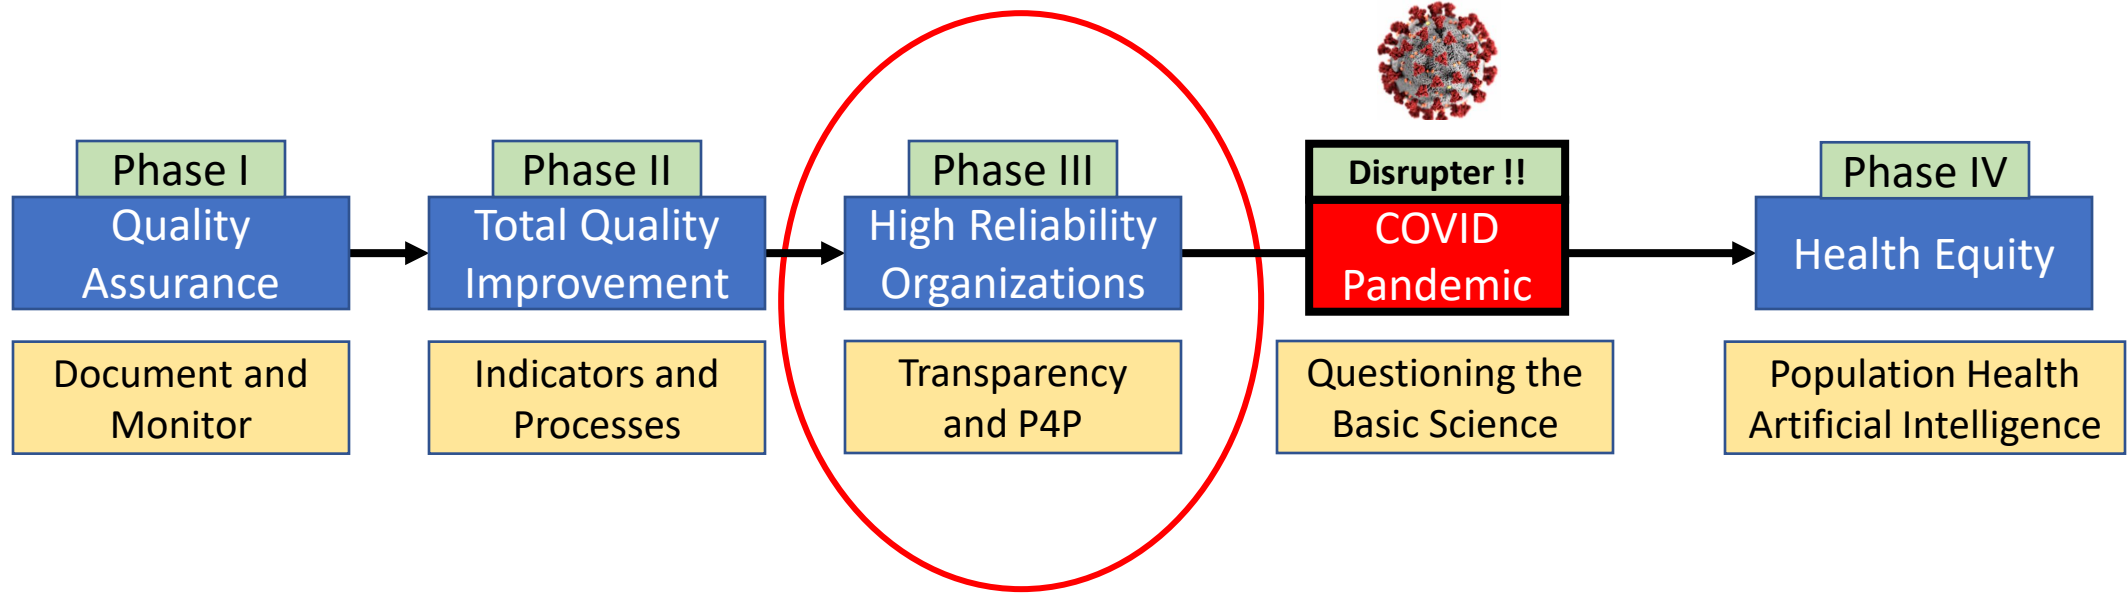 Phase I
Quality
Assurance
Document and
Monitor
Phase II
Total Quality
Improvement
Indicators and
Processes
Phase III
High Reliability
Organizations
Transparency
and P4P
Disrupter !!
COVID
Pandemic
Questioning the
Basic Science
Phase IV
Health Equity
Population Health
Artificial Intelligence